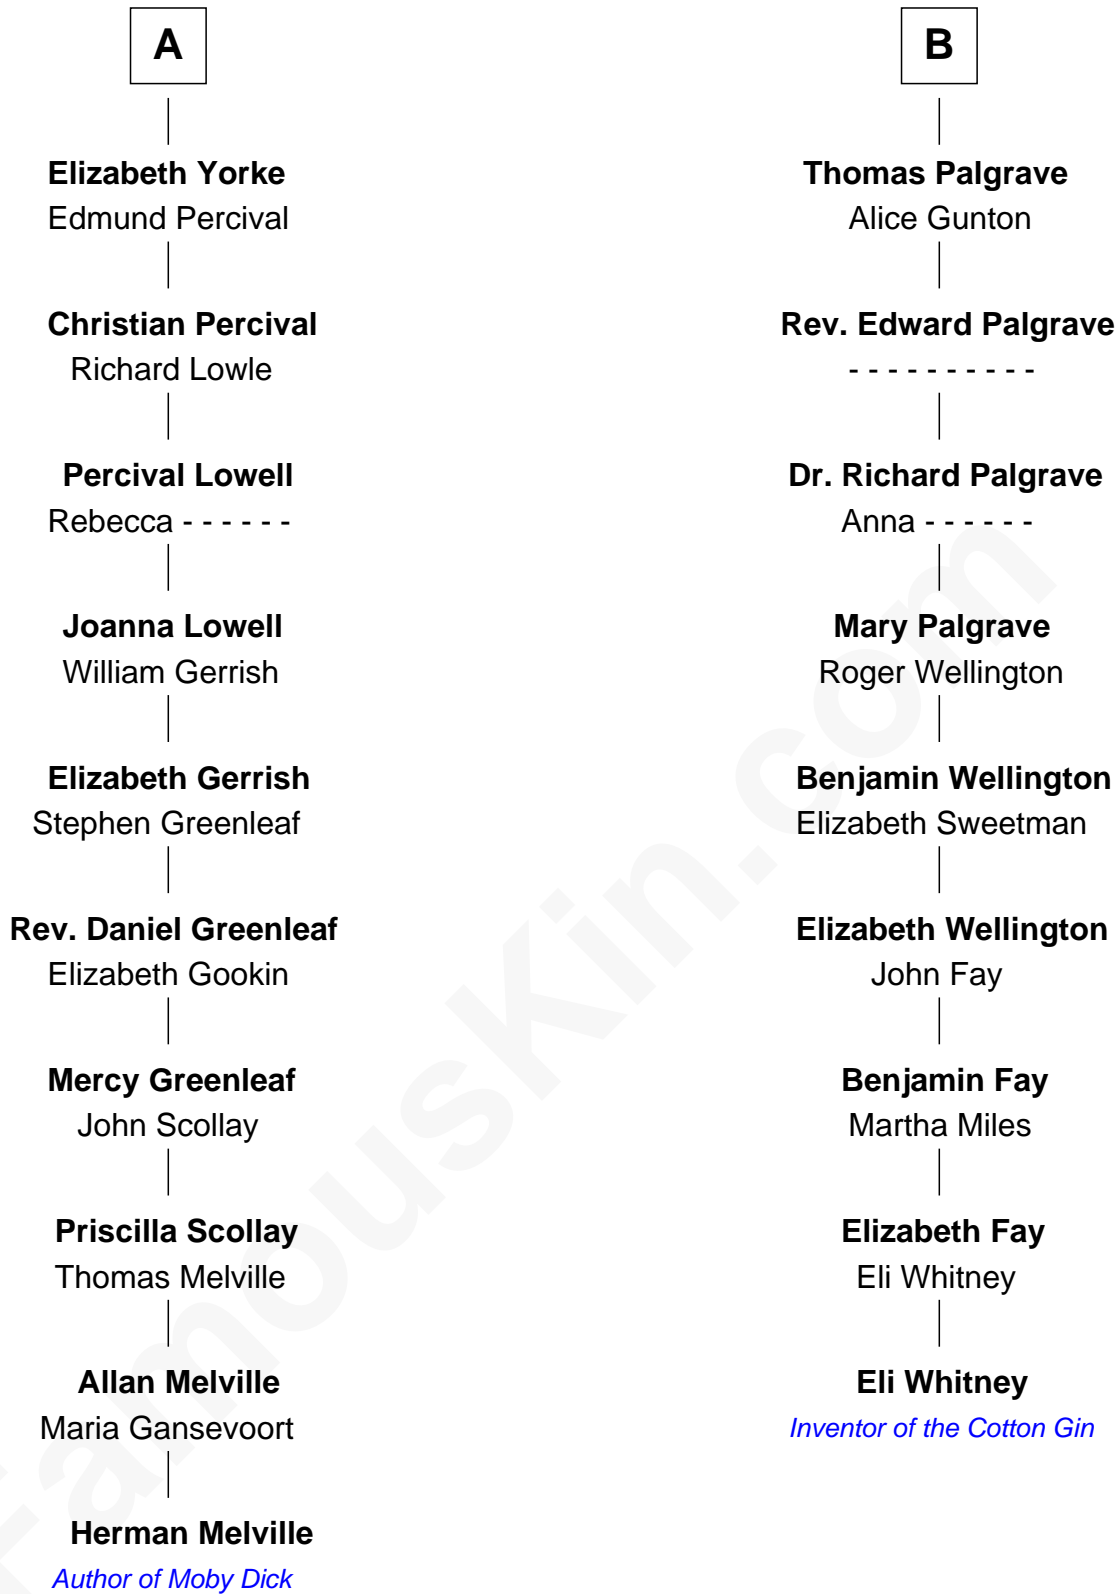 A
Elizabeth Yorke
Edmund Percival
Christian Percival
Richard Lowle
Percival Lowell
Rebecca - - - - - -
Joanna Lowell
William Gerrish
Elizabeth Gerrish
Stephen Greenleaf
Rev. Daniel Greenleaf
Elizabeth Gookin
Mercy Greenleaf
John Scollay
Priscilla Scollay
Thomas Melville
Allan Melville
Maria Gansevoort
Herman Melville
Author of Moby Dick
B
Thomas Palgrave
Alice Gunton
Rev. Edward Palgrave
- - - - - - - - - -
Dr. Richard Palgrave
Anna - - - - - -
Mary Palgrave
Roger Wellington
Benjamin Wellington
Elizabeth Sweetman
Elizabeth Wellington
John Fay
Benjamin Fay
Martha Miles
Elizabeth Fay
Eli Whitney
Eli Whitney
Inventor of the Cotton Gin
FamousKin.com